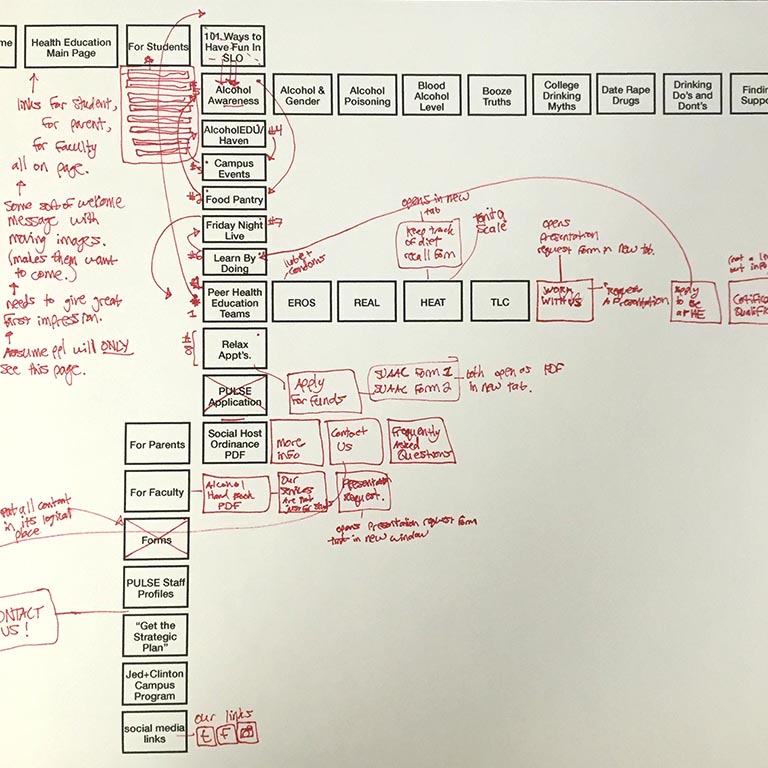 me
Health Education
Main Page
For Students
101 Ways to
Have Fun In
SLO
Alcohol
Awareness
Alcohol &
Gender
Alcohol
Poisoning
Blood
Alcohol
Level
Booze
Truths
College
Drinking
Myths
Date Rape
Drugs
Drinking
Do's and
Dont's
Findin
Suppo
AlcoholEDU/
Haven
#4
Campus
Events
Food Pantry
#2
Friday Night
Live
#7
Learn By
Doing
#6
Peer Health
Education
Teams
#
1
EROS
REAL
HEAT
TLC
lube +
condoms
opens in new
tab
keep track
of diet
recall form
scale
opens
presentation
request form in new tab.
WORK
WITH US
Request
A Presentation
Apply
to be
a PHE
(not a li
but info
Qualific
Relax
Appt's.
#8
PULSE
Application
Apply
For Funds
SUAAC Form 1
SUAAC Form 2
both open as PDF
in new tab.
For Parents
Social Host
Ordinance
PDF
more
info
Contact
Us
Frequently
Asked
Questions
For Faculty
Alcohol
Hand Book
PDF
Our
services
Are not
Presentation
Request.
opens Presentation request form
in new window
Forms
put all content
in its logical
place
PULSE Staff
Profiles
CONTACT
US!
"Get the
Strategic
Plan"
Jed+Clinton
Campus
Program
social media
links
our links
t f
links for student,
for parent,
for faculty
all on page.
some sort of welcome
message with
moving images.
(makes them want
to come.)
needs to give great
first impression.
Assume ppl will ONLY
see this page.